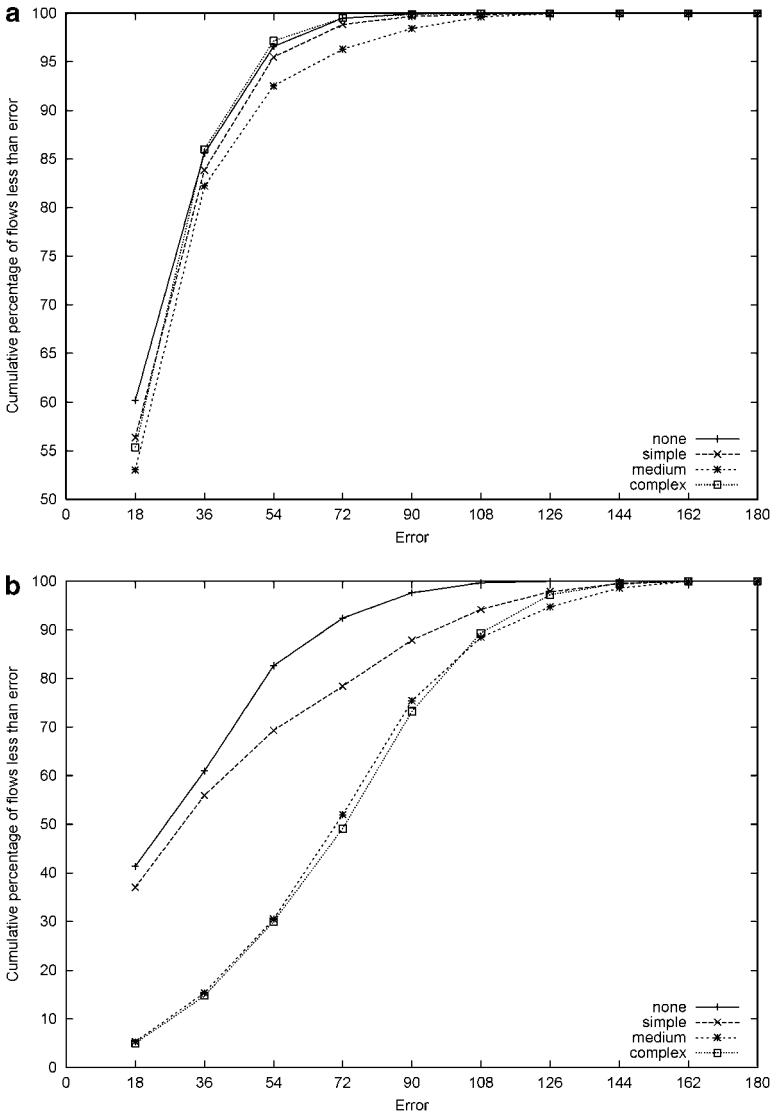 a
100
95
90
85
80
75
70
65
60
55
50
Cumulative percentage of flows less than error
none
simple
medium
complex
0 18 36 54 72 90 108 126 144 162 180
Error
b
100
90
80
70
60
50
40
30
20
10
0
Cumulative percentage of flows less than error
none
simple
medium
complex
0 18 36 54 72 90 108 126 144 162 180
Error